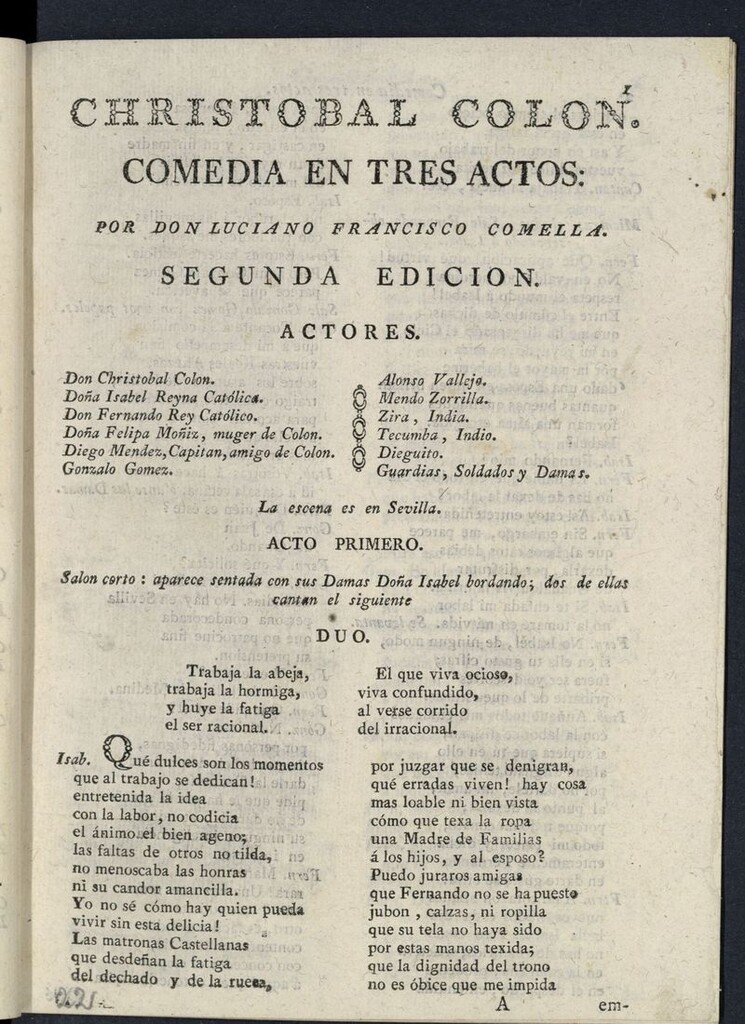 1
CHRISTOBAL COLON.
COMEDIA EN TRES ACTOS:
POR DON LUCIANO FRANCISCO COMELLA.
SEGUNDA EDICION.
ACTORES.
Don Christobal Colon.
Doña Isabel Reyna Católica.
Don Fernando Rey Católico.
Doña Felipa Moñiz, muger de Colon.
Diego Mendez, Capitan, amigo de Colon.
Gonzalo Gomez.
Alonso Vallejo.
Mendo Zorrilla.
Zira, India.
Tecumba, Indio.
Dieguito.
Guardias, Soldados y Damas.
La escena es en Sevilla.
ACTO PRIMERO.
Salon corto: aparece sentada con sus Damas Doña Isabel bordando; dos de ellas
cantan el siguiente
DUO.
Trabaja la abeja,
trabaja la hormiga,
y huye la fatiga
el ser racional.
El que viva ocioso,
viva confundido,
al verse corrido
del irracional.
Isab. Qué dulces son los momentos
que al trabajo se dedican!
entretenida la idea
con la labor, no codicia
el ánimo el bien ageno;
las faltas de otros no tilda,
no menoscaba las honras
ni su candor amancilla.
Yo no sé cómo hay quien pueda
vivir sin esta delicia!
Las matronas Castellanas
que desdeñan la fatiga
del dechado y de la rueca,
por juzgar que se denigran,
qué erradas viven! hay cosa
mas loable ni bien vista
cómo que texa la ropa
una Madre de Familias
á los hijos, y al esposo?
Puedo juraros amigas
que Fernando no se ha puesto
jubon, calzas, ni ropilla
que su tela no haya sido
por estas manos texida;
que la dignidad del trono
no es óbice que me impida
A
em-